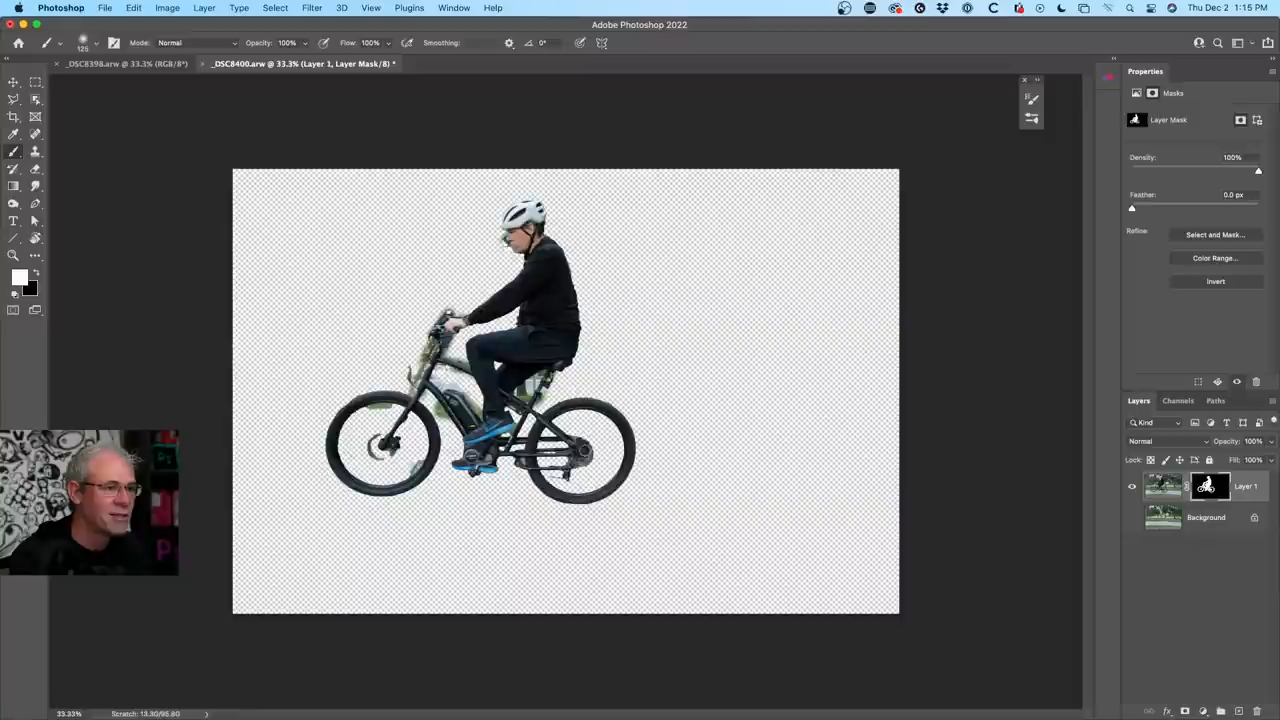 Photoshop File Edit Image Layer Type Select Filter 3D View Plugins Window Help Thu Dec 2 1:15 PM
Adobe Photoshop 2022
125 Mode: Normal Opacity: 100% Flow: 100% Smoothing: 0°
_DSC8398.arw @ 33.3% (RGB/8*) _DSC8400.arw @ 33.3% (Layer 1, Layer Mask/8) *
Properties
Masks
Layer Mask
Density: 100%
Feather: 0.0 px
Refine: Select and Mask...
Color Range...
Invert
Layers Channels Paths
Kind
Normal Opacity: 100%
Lock: Fill: 100%
Layer 1
Background
33.33%